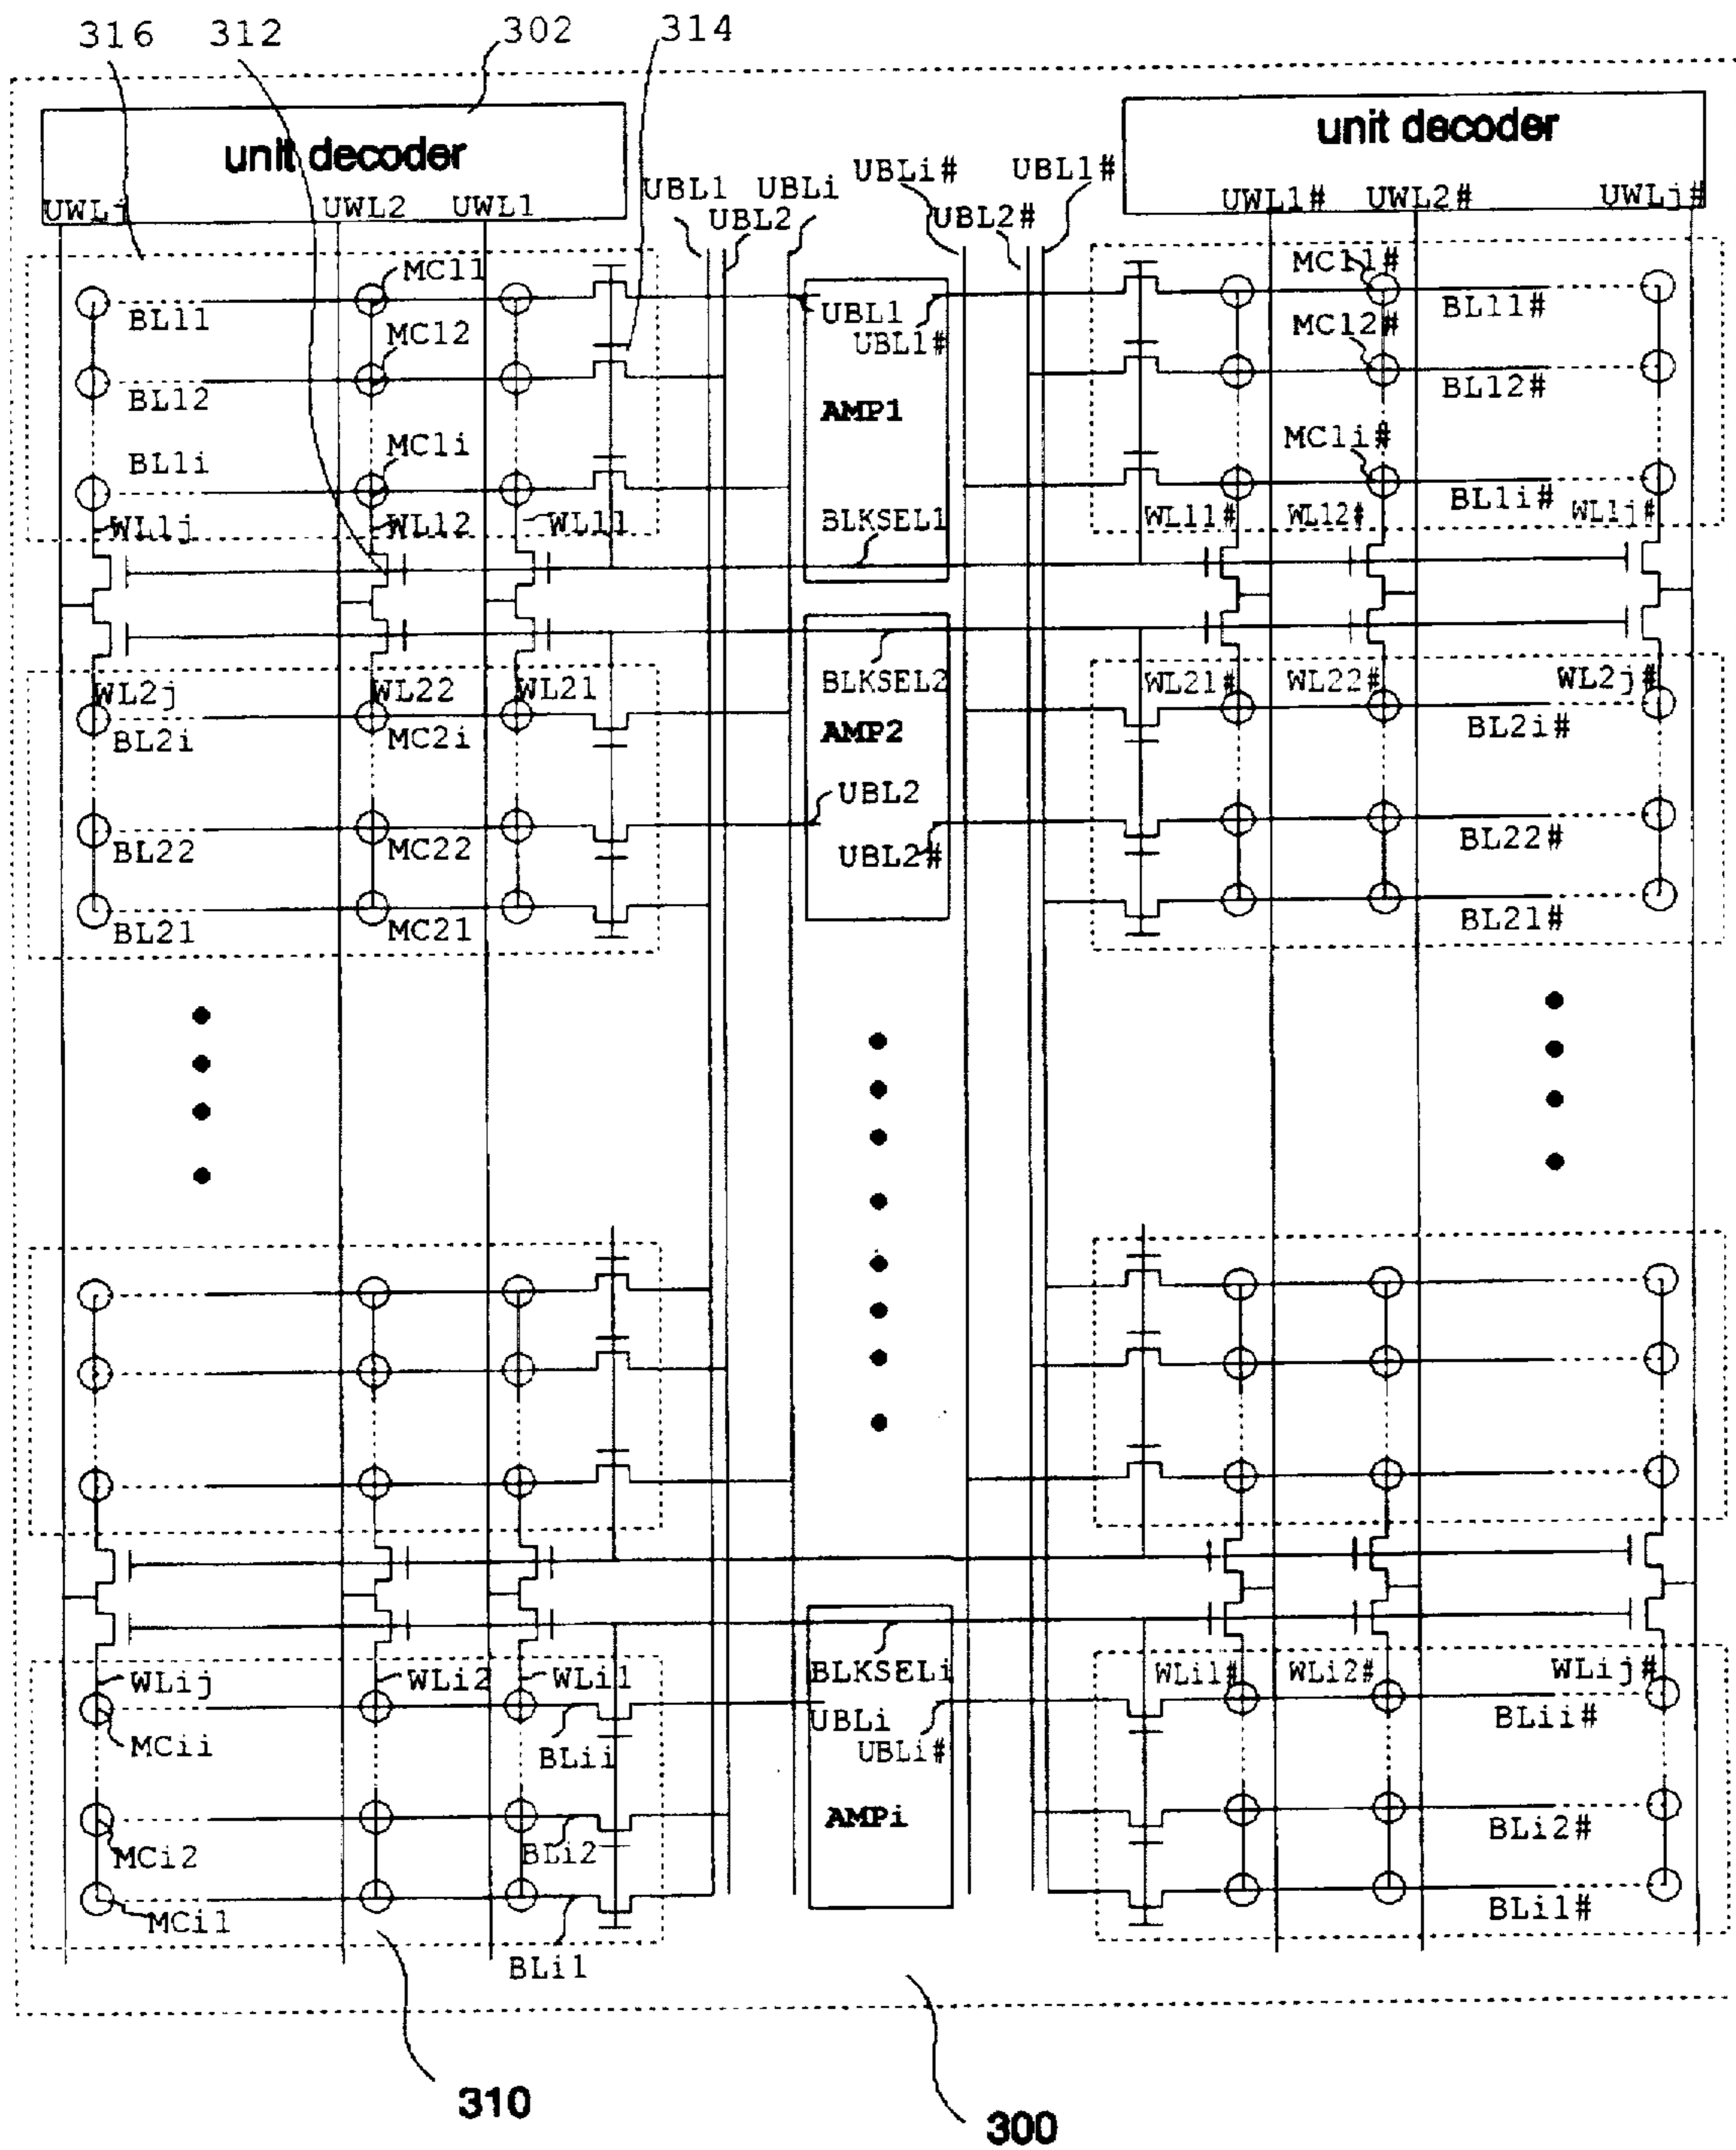 316 312 302 314
unit decoder unit decoder
UWLj UWL2 UWL1 UBL1 UBLi UBLi# UBL1# UWL1# UWL2# UWLj#
UBL2 UBL2#
MC11 MC11#
BL11 UBL1 BL11#
MC12 UBL1# MC12#
BL12 AMP1 BL12#
MC1i MC1i#
BL1i BL1i#
WL1j WL12 WL11 BLKSEL1 WL11# WL12# WL1j#
WL2j WL22 WL21 BLKSEL2 WL21# WL22# WL2j#
BL2i MC2i AMP2 BL2i#
UBL2
BL22 MC22 UBL2# BL22#
BL21 MC21 BL21#
WLij WLi2 WLi1 BLKSELi WLi1# WLi2# WLij#
MCii BLii UBLi UBLi# BLii#
AMPi
MCi2 BLi2 BLi2#
MCi1 BLi1 BLi1#
310 300